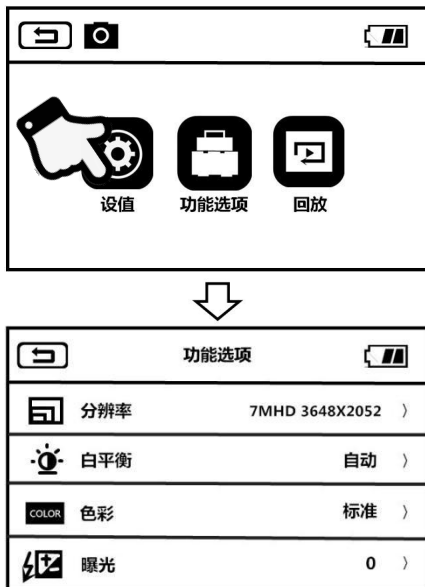 设值 功能选项 回放
功能选项
分辨率 7MHD 3648X2052 〉
白平衡 自动 〉
COLOR 色彩 标准 〉
曝光 0 〉